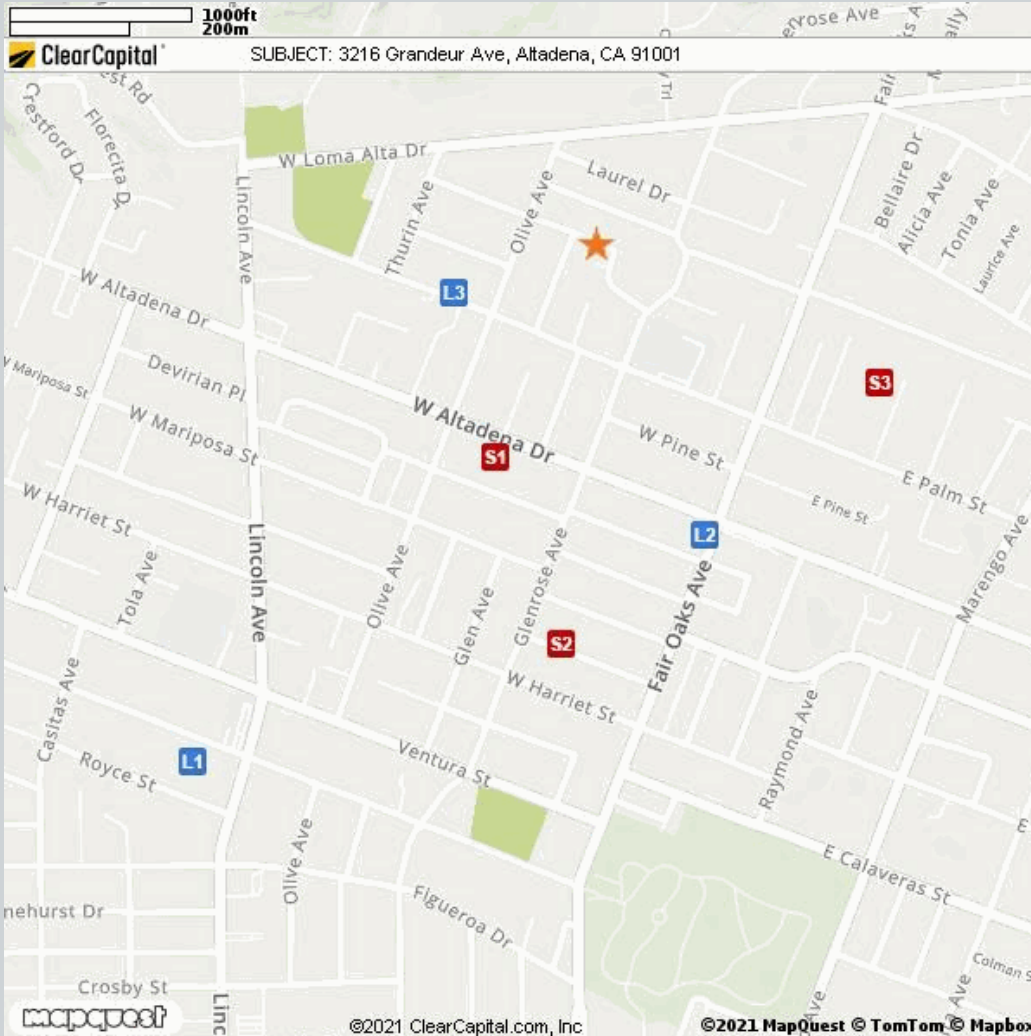 1000ft
200m
ClearCapital
SUBJECT: 3216 Grandeur Ave, Altadena, CA 91001
Trl
Crestford
Florecita D
W Loma Alta Dr
Laurel Dr
Lincoln Ave
Thurin Ave
Olive Ave
Bellaire Dr
Alicia Ave
Tonia Ave
Laurice Ave
L3
W Altadena Dr
Devirian Pl
S3
W Mariposa St
W Mariposa St
W Altadena Dr
S1
W Pine St
E Palm St
E Pine St
W Harriet St
L2
Lincoln Ave
Olive Ave
Glenrose Ave
Marengo Ave
Tola Ave
Glen Ave
S2
Fair Oaks Ave
W Harriet St
Casitas Ave
L1
Royce St
Ventura St
Raymond Ave
Olive Ave
E Calaveras St
nehurst Dr
Figueroa Dr
Colman S
Crosby St
Linc
Ave
mapquest
©2021 ClearCapital.com, Inc
©2021 MapQuest © TomTom © Mapbox